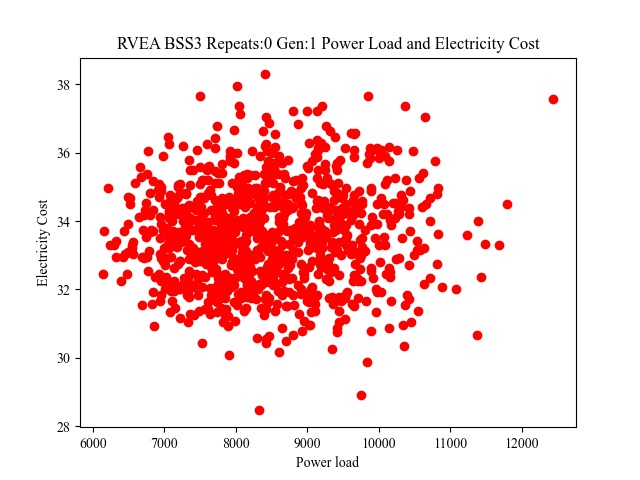 RVEA BSS3 Repeats:0 Gen:1 Power Load and Electricity Cost
38
36
34
32
30
28
Electricity Cost
6000 7000 8000 9000 10000 11000 12000
Power load